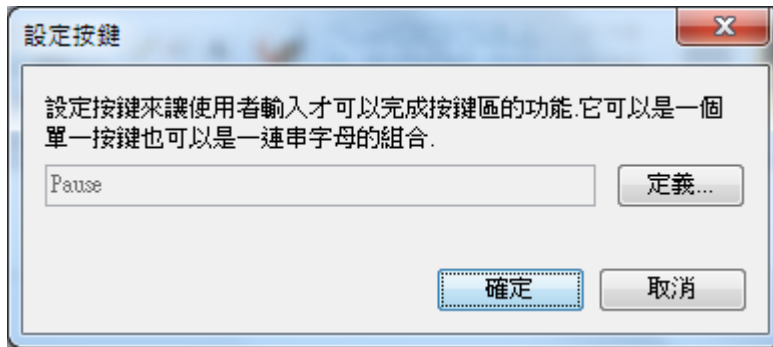 設定按鍵
設定按鍵來讓使用者輸入才可以完成按鍵區的功能.它可以是一個
單一按鍵也可以是一連串字母的組合.
Pause
定義...
確定
取消